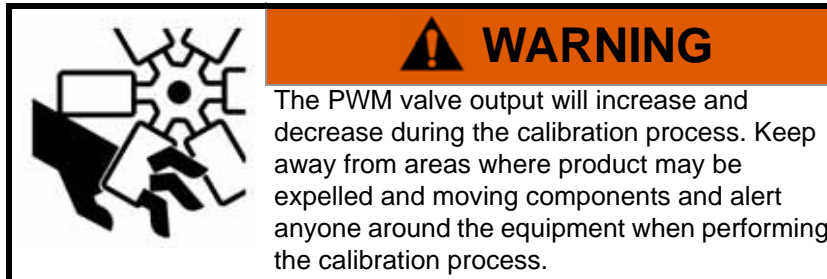 WARNING
The PWM valve output will increase and
decrease during the calibration process. Keep
away from areas where product may be
expelled and moving components and alert
anyone around the equipment when performing
the calibration process.